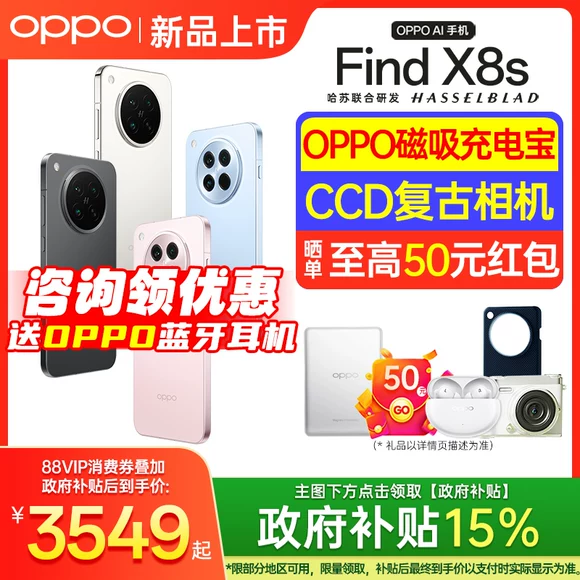 oppo 新品上市
OPPO AI 手机
Find X8s
哈苏联合研发 HASSELBLAD
OPPO磁吸充电宝
CCD复古相机
晒单 至高50元红包
咨询领优惠
送OPPO蓝牙耳机
oppo
oppo
50元
GO
(* 礼品以详情页描述为准)
88VIP消费券叠加
政府补贴后到手价:
¥3549起
主图下方点击领取【政府补贴】
政府补贴15%
*限部分地区可用，限量领取，补贴后最终到手价以支付时实际显示为准。